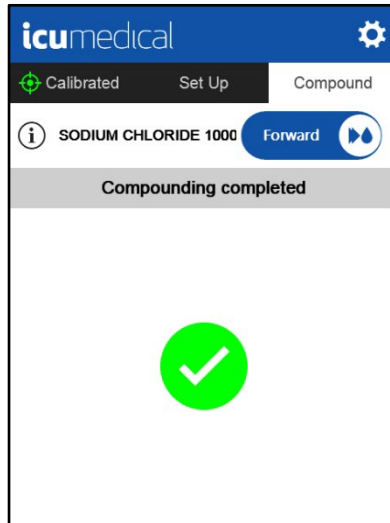 icumedical
Calibrated Set Up Compound
i SODIUM CHLORIDE 1000 Forward
Compounding completed